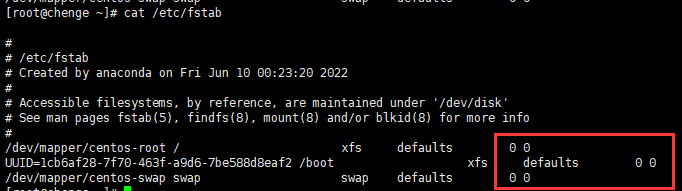 /dev/mapper/centos-swap swap swap defaults 0 0
[root@chenge ~]# cat /etc/fstab
#
# /etc/fstab
# Created by anaconda on Fri Jun 10 00:23:20 2022
#
# Accessible filesystems, by reference, are maintained under '/dev/disk'
# See man pages fstab(5), findfs(8), mount(8) and/or blkid(8) for more info
#
/dev/mapper/centos-root / xfs defaults 0 0
UUID=1cb6af28-7f70-463f-a9d6-7be588d8eaf2 /boot xfs defaults 0 0
/dev/mapper/centos-swap swap swap defaults 0 0
[root@chenge ~]#